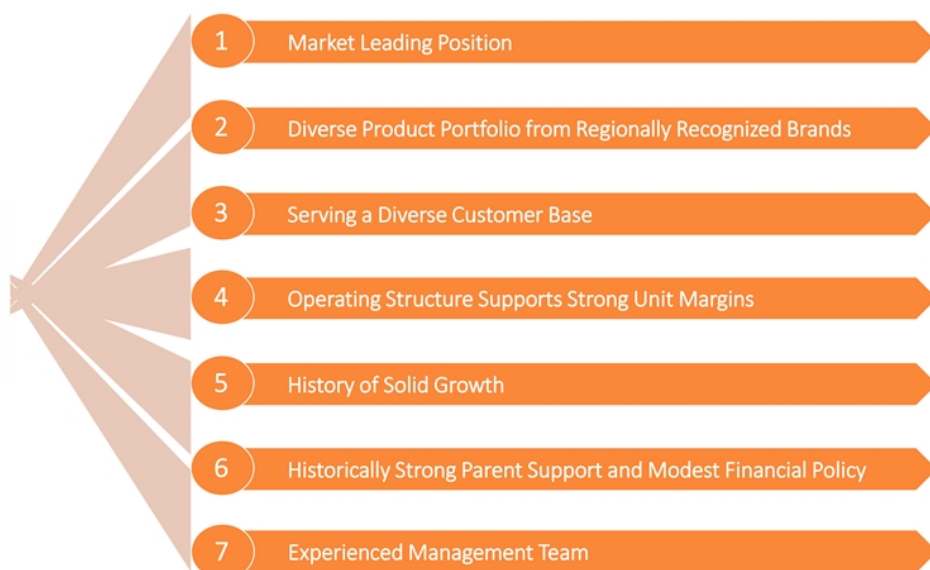 1 Market Leading Position
2 Diverse Product Portfolio from Regionally Recognized Brands
3 Serving a Diverse Customer Base
4 Operating Structure Supports Strong Unit Margins
5 History of Solid Growth
6 Historically Strong Parent Support and Modest Financial Policy
7 Experienced Management Team